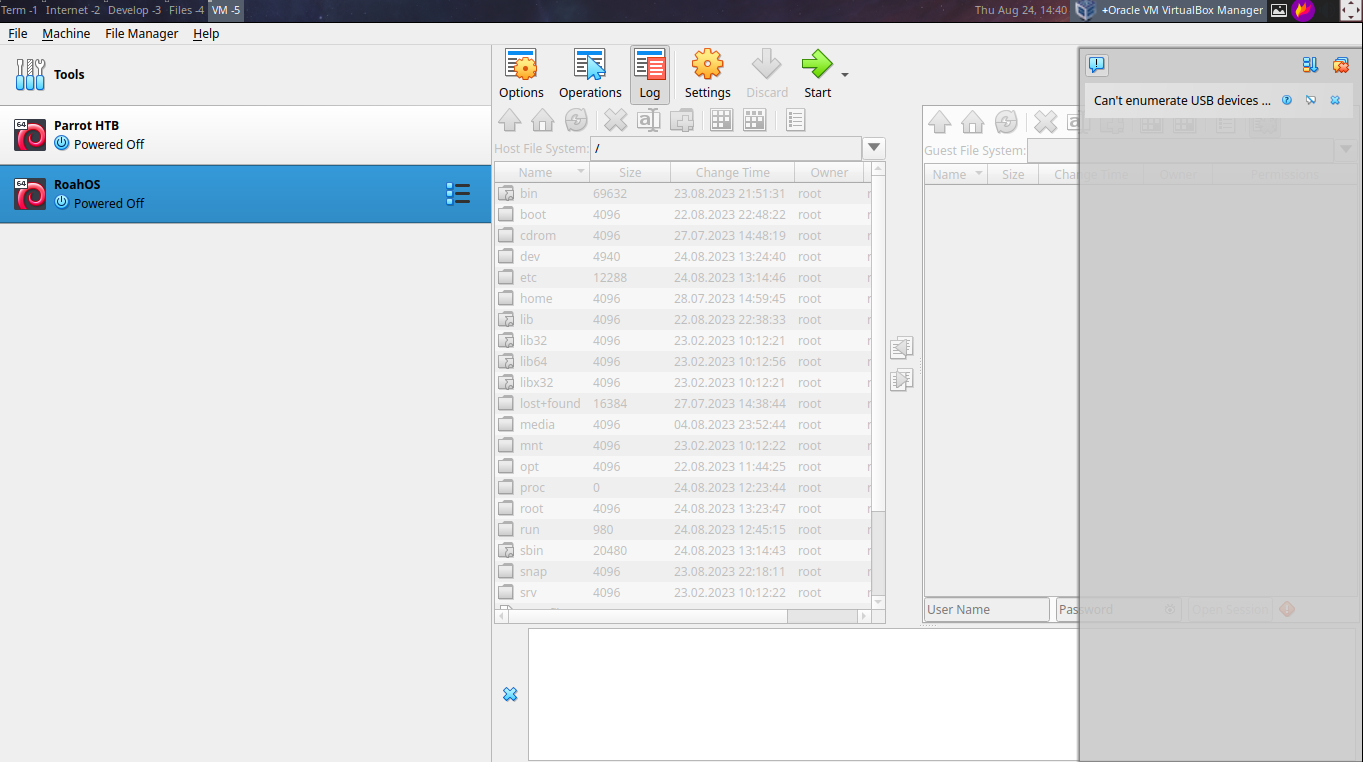 Term -1 Internet -2 Develop -3 Files -4 VM -5 Thu Aug 24, 14:40 +Oracle VM VirtualBox Manager
File Machine File Manager Help
Tools
Options Operations Log Settings Discard Start
Can't enumerate USB devices ...
64 Parrot HTB
Powered Off
64 RoahOS
Powered Off
Host File System: /
Guest File System:
Name Size Change Time Owner
Name Size Change Time Owner Permissions
bin 69632 23.08.2023 21:51:31 root r
boot 4096 22.08.2023 22:48:22 root r
cdrom 4096 27.07.2023 14:48:19 root r
dev 4940 24.08.2023 13:24:40 root r
etc 12288 24.08.2023 13:14:46 root r
home 4096 28.07.2023 14:59:45 root r
lib 4096 22.08.2023 22:38:33 root r
lib32 4096 23.02.2023 10:12:21 root r
lib64 4096 23.02.2023 10:12:56 root r
libx32 4096 23.02.2023 10:12:21 root r
lost+found 16384 27.07.2023 14:38:44 root r
media 4096 04.08.2023 23:52:44 root r
mnt 4096 23.02.2023 10:12:22 root r
opt 4096 22.08.2023 11:44:25 root r
proc 0 24.08.2023 12:23:44 root r
root 4096 24.08.2023 13:23:47 root r
run 980 24.08.2023 12:45:15 root r
sbin 20480 24.08.2023 13:14:43 root r
snap 4096 23.08.2023 22:18:11 root r
srv 4096 23.02.2023 10:12:22 root r
User Name Password Open Session